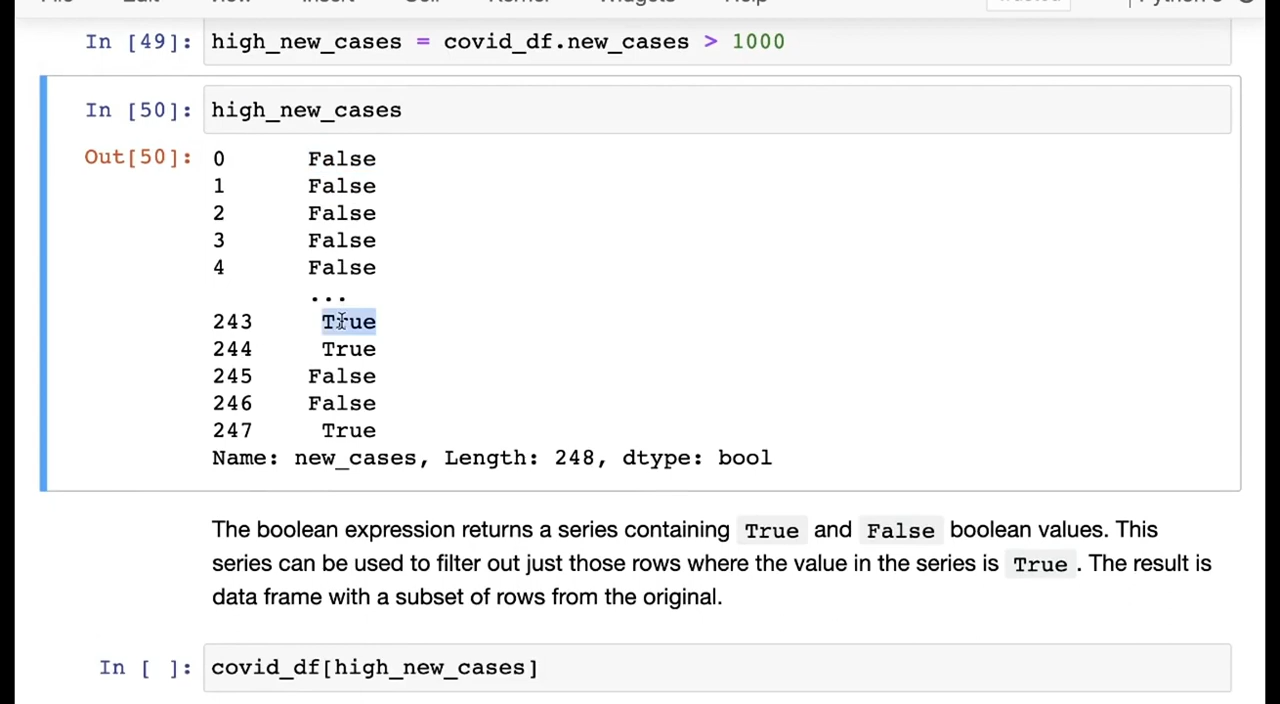 In [49]: high_new_cases = covid_df.new_cases > 1000
In [50]: high_new_cases
Out[50]: 0 False
1 False
2 False
3 False
4 False
...
243 True
244 True
245 False
246 False
247 True
Name: new_cases, Length: 248, dtype: bool
The boolean expression returns a series containing True and False boolean values. This
series can be used to filter out just those rows where the value in the series is True . The result is
data frame with a subset of rows from the original.
In [ ]: covid_df[high_new_cases]